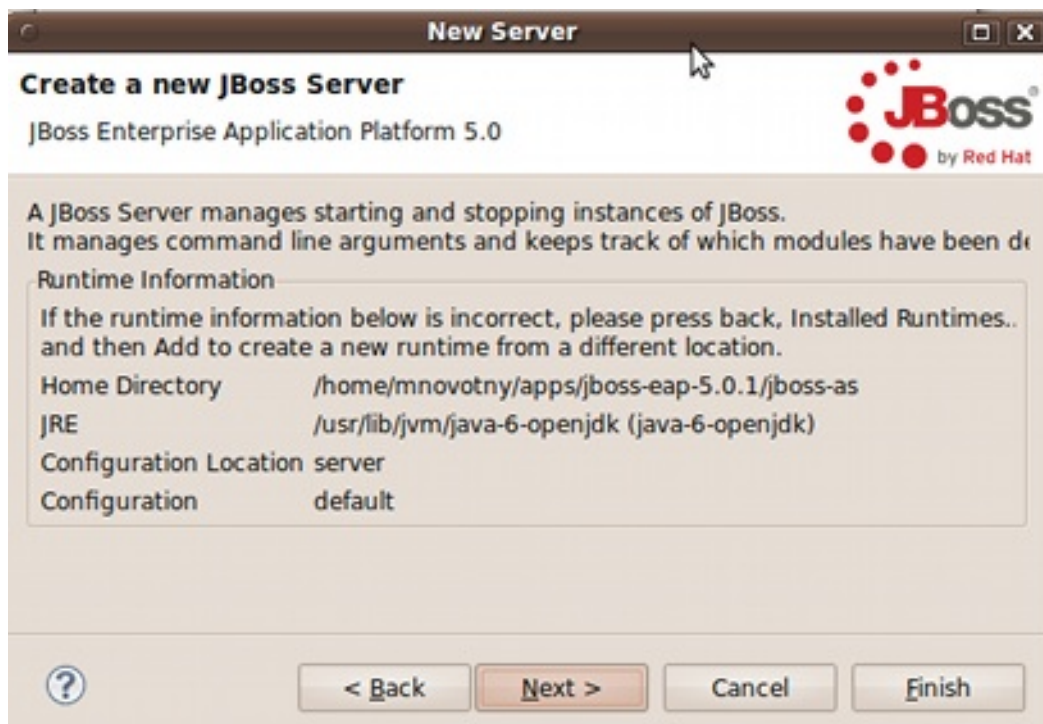 New Server
Create a new JBoss Server
JBoss Enterprise Application Platform 5.0
JBoss®
by Red Hat
A JBoss Server manages starting and stopping instances of JBoss.
It manages command line arguments and keeps track of which modules have been de
Runtime Information
If the runtime information below is incorrect, please press back, Installed Runtimes..
and then Add to create a new runtime from a different location.
Home Directory /home/mnovotny/apps/jboss-eap-5.0.1/jboss-as
JRE /usr/lib/jvm/java-6-openjdk (java-6-openjdk)
Configuration Location server
Configuration default
? < Back Next > Cancel Finish